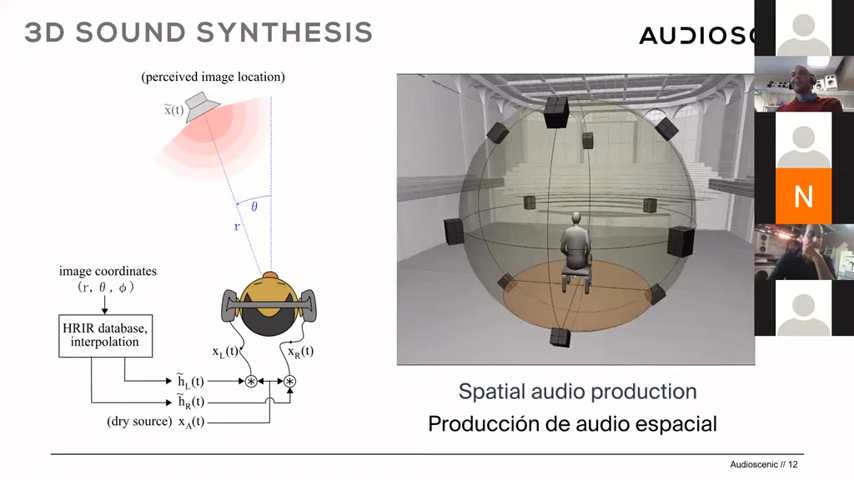 3D SOUND SYNTHESIS
AUDIOSC
(perceived image location)
x̃(t)
θ
r
image coordinates
(r, θ, ϕ)
HRIR database,
interpolation
x_L(t)
x_R(t)
h̃_L(t)
h̃_R(t)
(dry source) x_A(t)
Spatial audio production
Producción de audio espacial
Audioscenic // 12
N